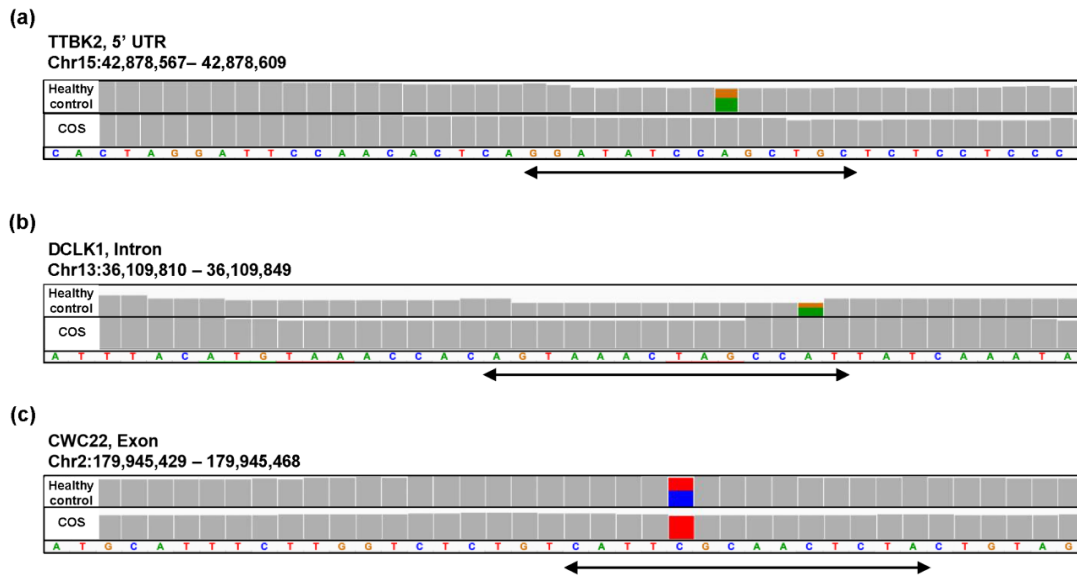 (a)
TTBK2, 5' UTR
Chr15:42,878,567– 42,878,609
Healthy
control
COS
C A C T A G G A T T C C A A C A C T C A G G A T A T C C A G C T G C T C T C C T C C C
(b)
DCLK1, Intron
Chr13:36,109,810 – 36,109,849
Healthy
control
COS
A T T T A C A T G T A A A C C A C A G T A A A C T A G C C A T T A T C A A A T A
(c)
CWC22, Exon
Chr2:179,945,429 – 179,945,468
Healthy
control
COS
A T G C A T T T C T T G G T C T C T G T C A T T C G C A A C T C T A C T G T A G